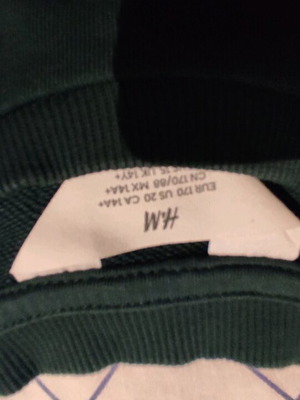 H&M
EUR 170 US 20 CA 14A+
CN 170/88 MX 14A+
UK 14Y+